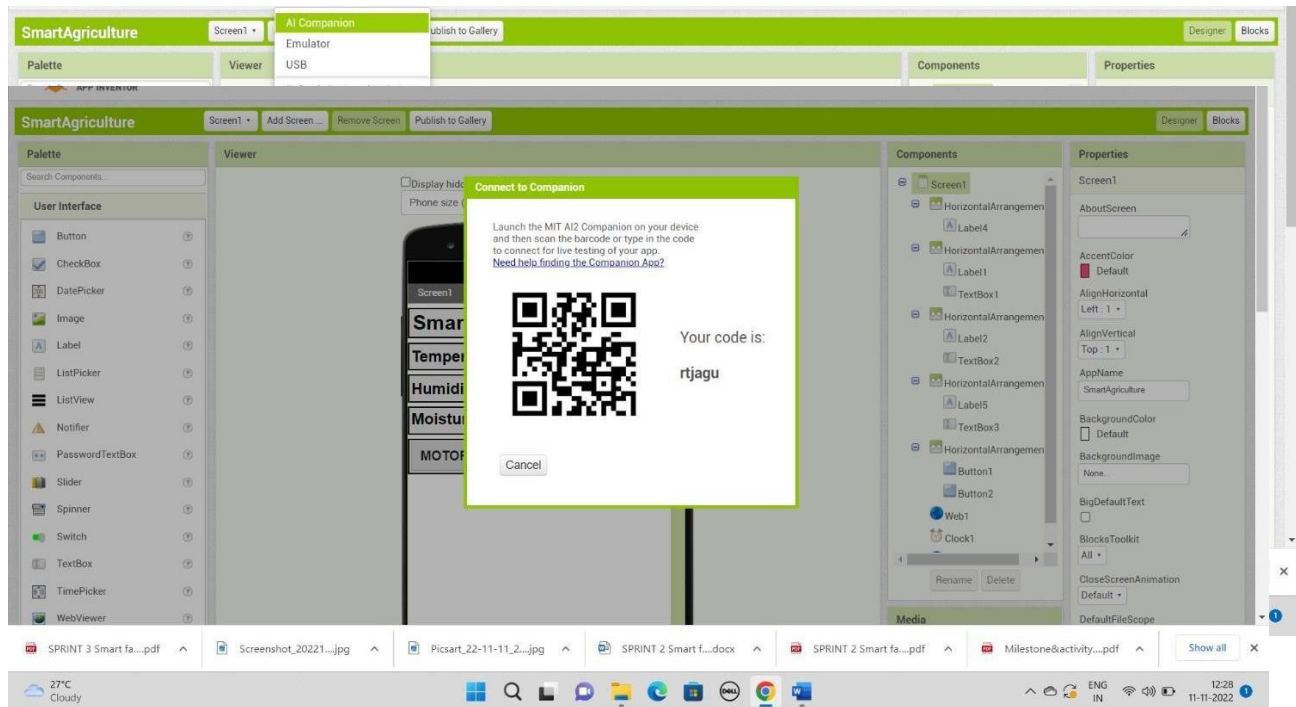 AI Companion
SmartAgriculture
Screen1
ublish to Gallery
Designer
Blocks
Emulator
USB
Palette
Viewer
Components
Properties
APP INVENTOR
SmartAgriculture
Screen1
Add Screen ...
Remove Screen
Publish to Gallery
Designer
Blocks
Palette
Viewer
Components
Properties
Search Components...
User Interface
Button
CheckBox
DatePicker
Image
Label
ListPicker
ListView
Notifier
PasswordTextBox
Slider
Spinner
Switch
TextBox
TimePicker
WebViewer
Display hidd
Phone size (
Screen1
Smar
Temper
Humidi
Moistur
MOTOR
Connect to Companion
Launch the MIT AI2 Companion on your device
and then scan the barcode or type in the code
to connect for live testing of your app.
Need help finding the Companion App?
Your code is:
rtjagu
Cancel
Screen1
HorizontalArrangemen
Label4
HorizontalArrangemen
Label1
TextBox1
HorizontalArrangemen
Label2
TextBox2
HorizontalArrangemen
Label5
TextBox3
HorizontalArrangemen
Button1
Button2
Web1
Clock1
Rename
Delete
Media
Screen1
AboutScreen
AccentColor
Default
AlignHorizontal
Left : 1
AlignVertical
Top : 1
AppName
SmartAgriculture
BackgroundColor
Default
BackgroundImage
None...
BigDefaultText
BlocksToolkit
All
CloseScreenAnimation
Default
DefaultFileScope
SPRINT 3 Smart fa....pdf
Screenshot_20221....jpg
Picsart_22-11-11_2....jpg
SPRINT 2 Smart f....docx
SPRINT 2 Smart fa....pdf
Milestone&activity....pdf
Show all
27°C
Cloudy
DELL
ENG
IN
12:28
11-11-2022
1